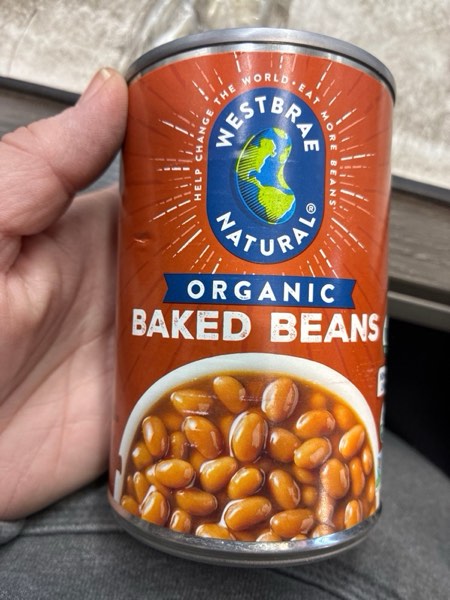 HELP CHANGE THE WORLD • EAT MORE BEANS
WESTBRAE
NATURAL®
ORGANIC
BAKED BEANS